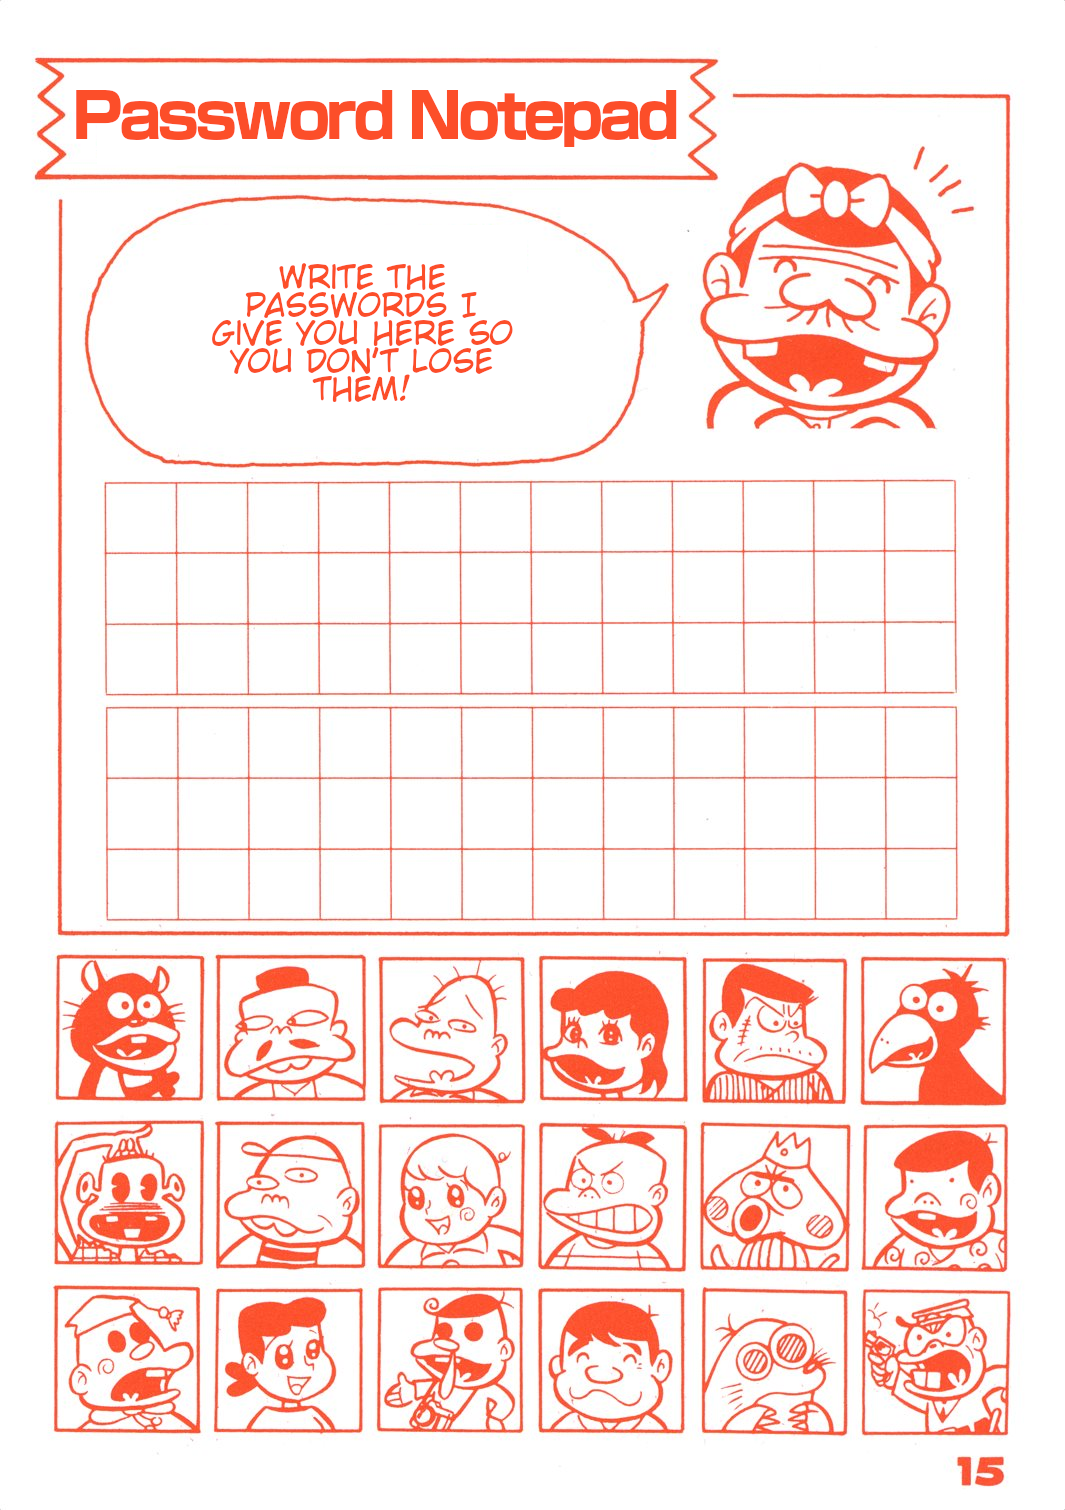 Password Notepad
WRITE THE
PASSWORDS I
GIVE YOU HERE SO
YOU DON'T LOSE
THEM!
15